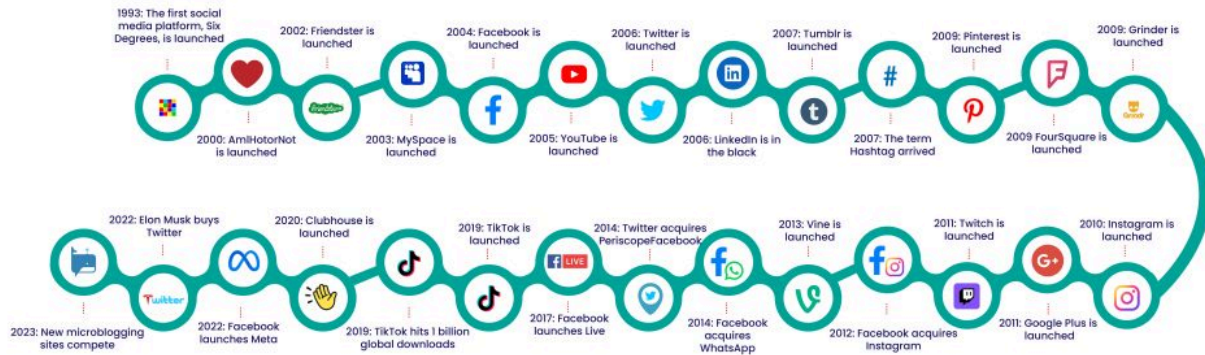 1993: The first social
media platform, Six
Degrees, is launched
2000: AmIHotorNot
is launched
2002: Friendster is
launched
friendster
2003: MySpace is
launched
2004: Facebook is
launched
2005: YouTube is
launched
2006: Twitter is
launched
in
2006: LinkedIn is in
the black
2007: Tumblr is
launched
t
#
2007: The term
Hashtag arrived
2009: Pinterest is
launched
2009 FourSquare is
launched
2009: Grinder is
launched
Grindr
2010: Instagram is
launched
G+
2011: Google Plus is
launched
2011: Twitch is
launched
2012: Facebook acquires
Instagram
2013: Vine is
launched
2014: Facebook
acquires
WhatsApp
2014: Twitter acquires
PeriscopeFacebook
f LIVE
2017: Facebook
launches Live
2019: TikTok is
launched
2019: TikTok hits 1 billion
global downloads
2020: Clubhouse is
launched
2022: Facebook
launches Meta
2022: Elon Musk buys
Twitter
Twitter
2023: New microblogging
sites compete